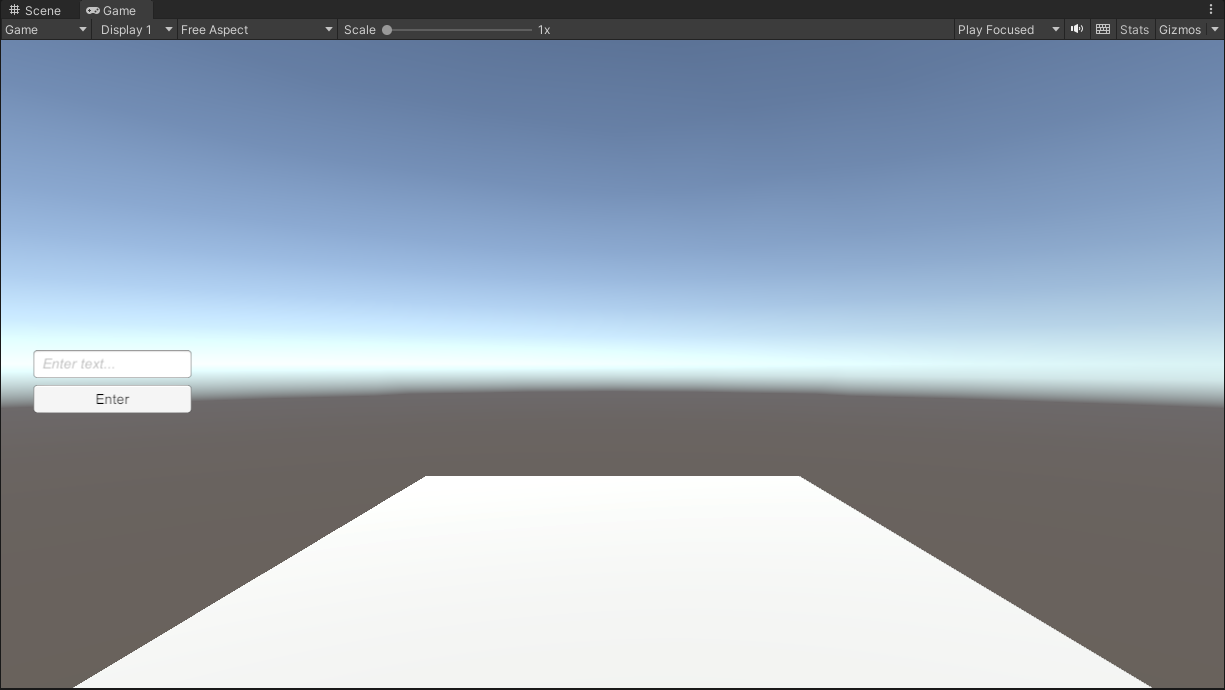 Scene Game
Game Display 1 Free Aspect Scale 1x Play Focused Stats Gizmos
Enter text...
Enter